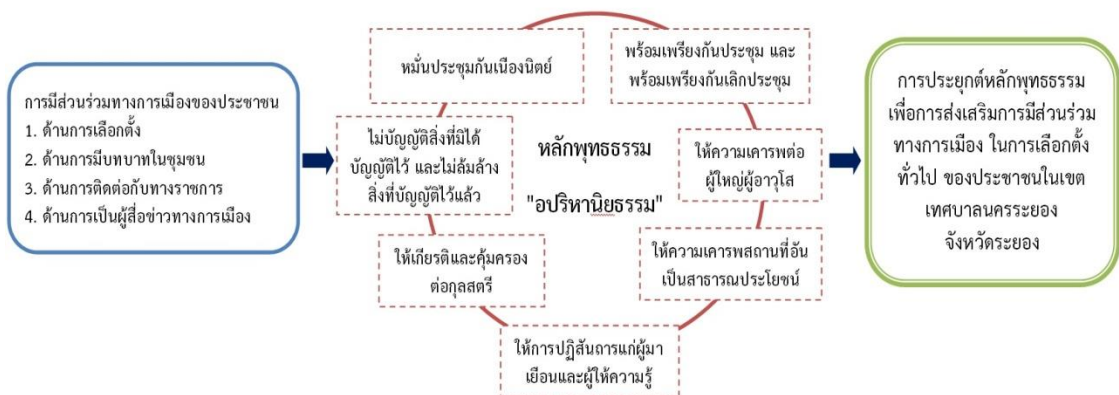 การมีส่วนร่วมทางการเมืองของประชาชน
1. ด้านการเลือกตั้ง
2. ด้านการมีบทบาทในชุมชน
3. ด้านการติดต่อกับทางราชการ
4. ด้านการเป็นผู้สื่อข่าวทางการเมือง
หมั่นประชุมกันเนืองนิตย์
พร้อมเพรียงกันประชุม และ
พร้อมเพรียงกันเลิกประชุม
ไม่บัญญัติสิ่งที่มิได้
บัญญัติไว้ และไม่ล้มล้าง
สิ่งที่บัญญัติไว้แล้ว
หลักพุทธธรรม
"อปริหานิยธรรม"
ให้ความเคารพต่อ
ผู้ใหญ่ผู้อาวุโส
ให้เกียรติและคุ้มครอง
ต่อกุลสตรี
ให้ความเคารพสถานที่อัน
เป็นสาธารณประโยชน์
ให้การปฏิสันถารแก่ผู้มา
เยือนและผู้ให้ความรู้
การประยุกต์หลักพุทธธรรม
เพื่อการส่งเสริมการมีส่วนร่วม
ทางการเมือง ในการเลือกตั้ง
ทั่วไป ของประชาชนในเขต
เทศบาลนครระยอง
จังหวัดระยอง